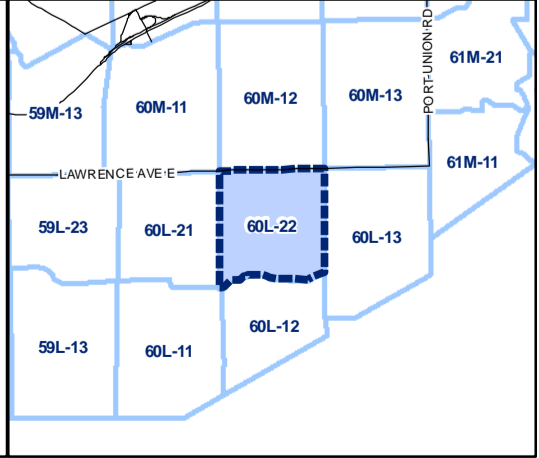 61M-21
PORT UNION RD
60M-12
60M-13
60M-11
59M-13
61M-11
LAWRENCE AVE E
59L-23
60L-21
60L-22
60L-13
60L-12
59L-13
60L-11